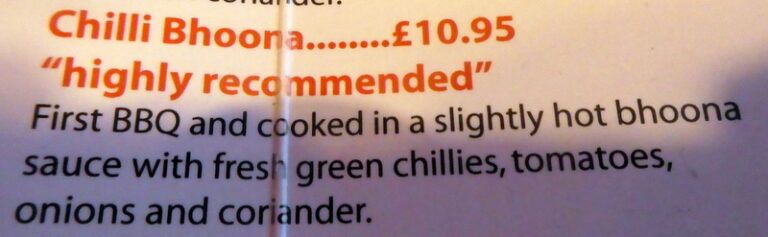 coriander.
Chilli Bhoona........£10.95
“highly recommended”
First BBQ and cooked in a slightly hot bhoona
sauce with fresh green chillies, tomatoes,
onions and coriander.